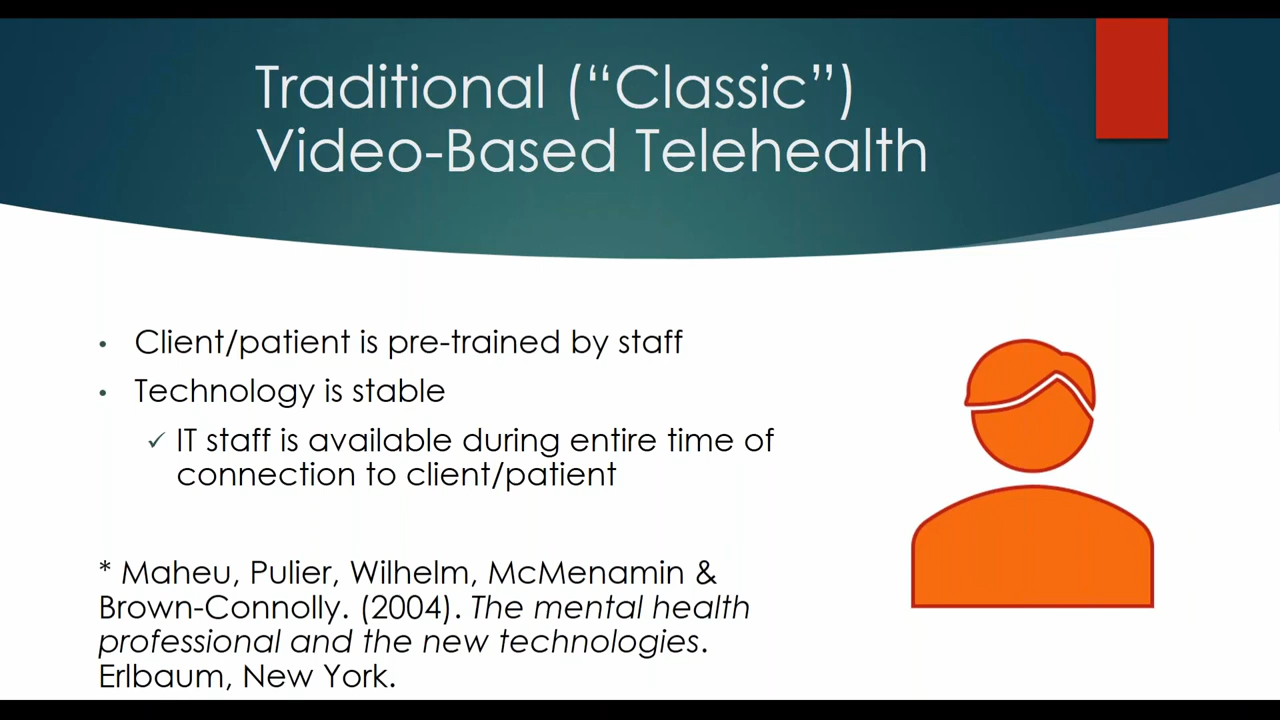 Traditional (“Classic”)
Video-Based Telehealth
• Client/patient is pre-trained by staff
• Technology is stable
✓ IT staff is available during entire time of
connection to client/patient
* Maheu, Pulier, Wilhelm, McMenamin &
Brown-Connolly. (2004). The mental health
professional and the new technologies.
Erlbaum, New York.